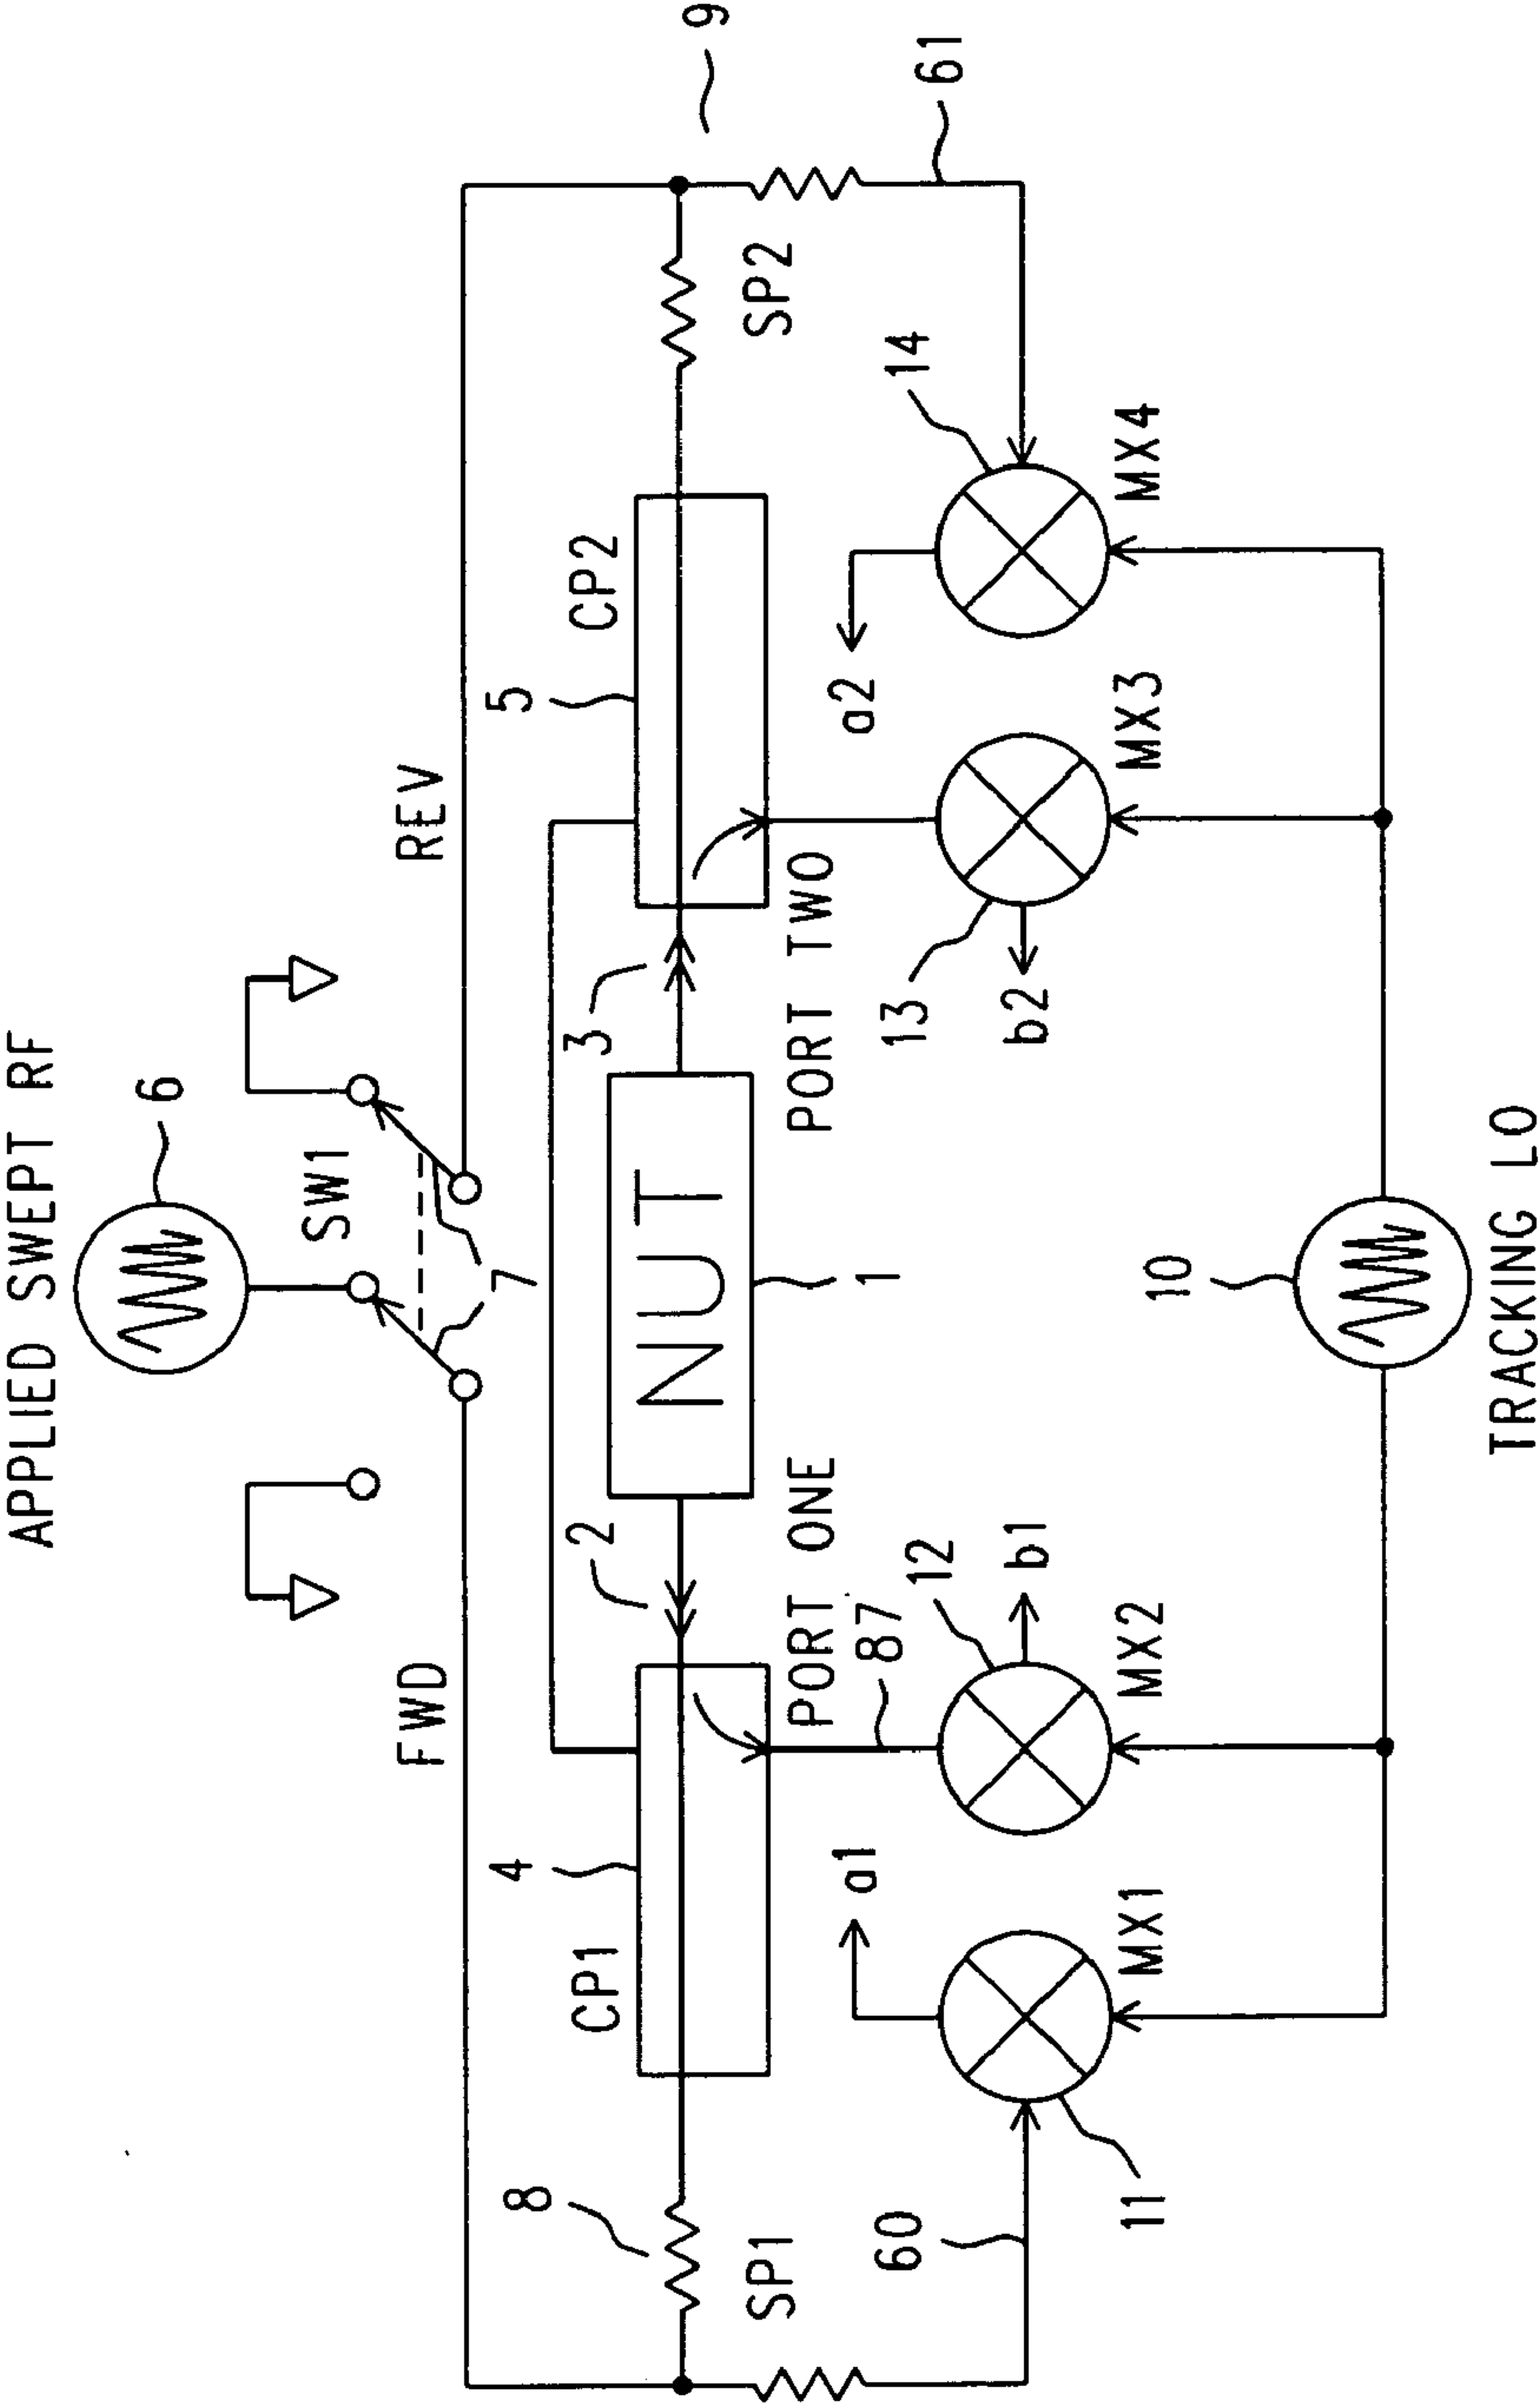 APPLIED SWEPT RF
6
SW1
7
FWD
REV
4
CP1
5
CP2
2
3
NUT
1
8
SP1
SP2
9
PORT ONE
PORT TWO
87
a1
a2
60
61
12
b1
13
b2
14
11
MX1
MX2
MX3
MX4
10
TRACKING LO